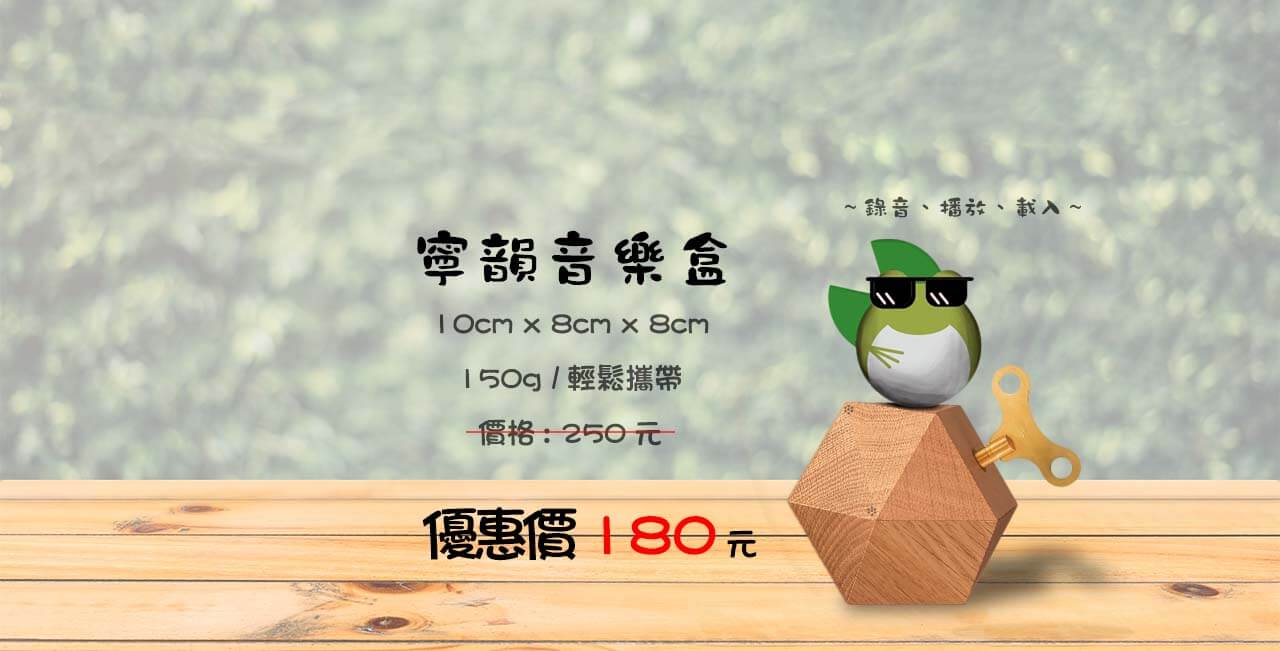 ~錄音、播放、載入~
寧韻音樂盒
10cm x 8cm x 8cm
150g / 輕鬆攜帶
價格 : 250 元
優惠價 180 元